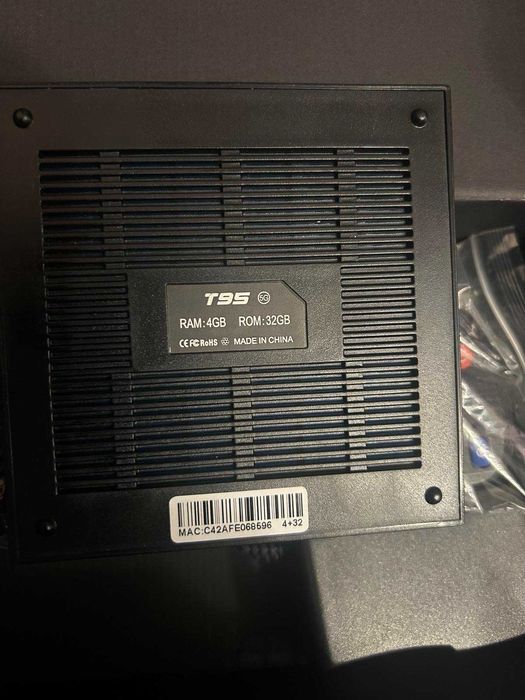 T95 5G
RAM:4GB ROM:32GB
CE FC RoHS MADE IN CHINA
MAC:C42AFE068596 4+32